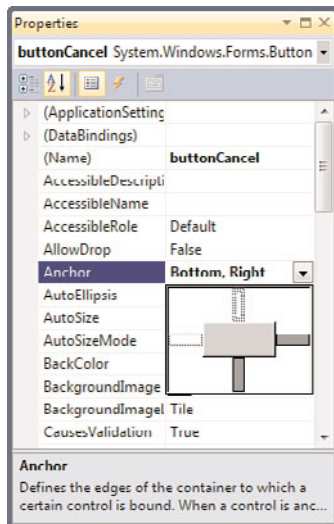 Properties
buttonCancel System.Windows.Forms.Button
(ApplicationSetting
(DataBindings)
(Name) buttonCancel
AccessibleDescripti
AccessibleName
AccessibleRole Default
AllowDrop False
Anchor Bottom, Right
AutoEllipsis
AutoSize
AutoSizeMode
BackColor
BackgroundImage
BackgroundImageL Tile
CausesValidation True
Anchor
Defines the edges of the container to which a
certain control is bound. When a control is anc...